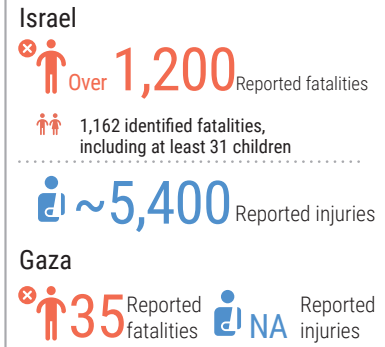 Israel
Over 1,200 Reported fatalities
1,162 identified fatalities,
including at least 31 children
~5,400 Reported injuries
Gaza
35 Reported fatalities NA Reported injuries